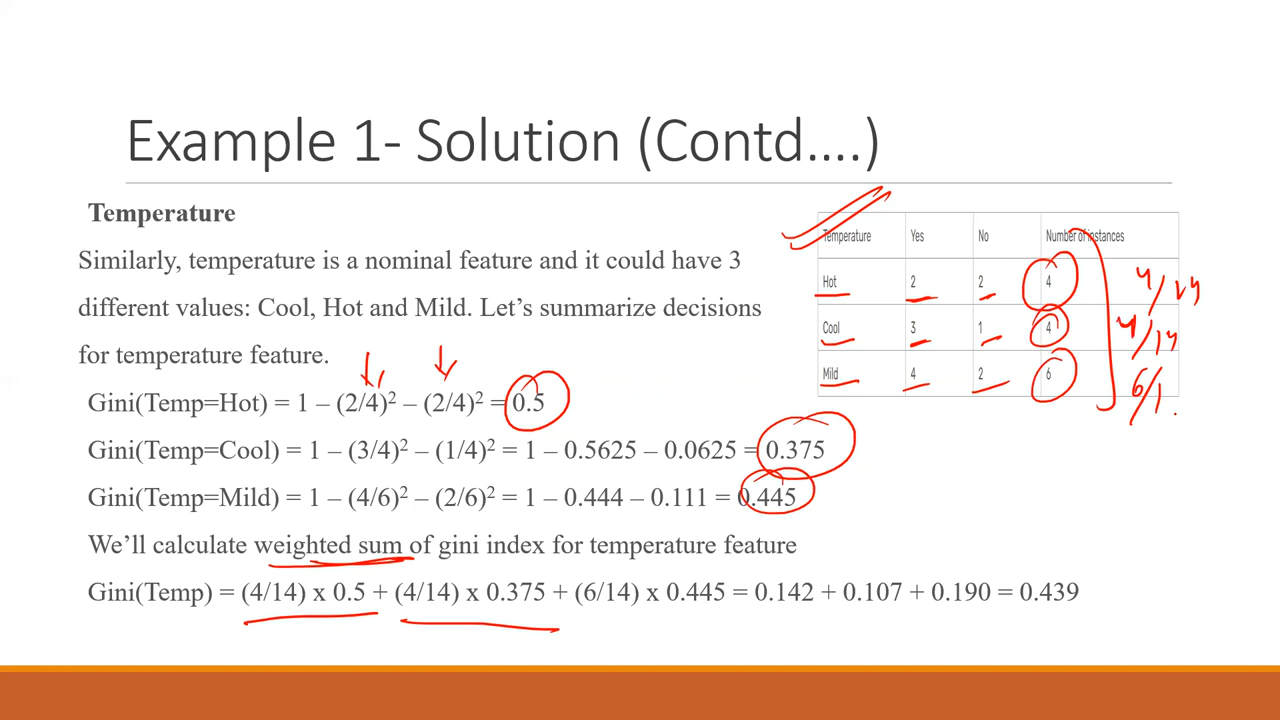 Example 1- Solution (Contd....)
Temperature
Similarly, temperature is a nominal feature and it could have 3
different values: Cool, Hot and Mild. Let’s summarize decisions
for temperature feature.
Gini(Temp=Hot) = 1 – (2/4)² – (2/4)² = 0.5
Gini(Temp=Cool) = 1 – (3/4)² – (1/4)² = 1 – 0.5625 – 0.0625 = 0.375
Gini(Temp=Mild) = 1 – (4/6)² – (2/6)² = 1 – 0.444 – 0.111 = 0.445
We’ll calculate weighted sum of gini index for temperature feature
Gini(Temp) = (4/14) x 0.5 + (4/14) x 0.375 + (6/14) x 0.445 = 0.142 + 0.107 + 0.190 = 0.439
Temperature Yes No Number of instances
Hot 2 2 4
Cool 3 1 4
Mild 4 2 6
4/14
4/14
6/1